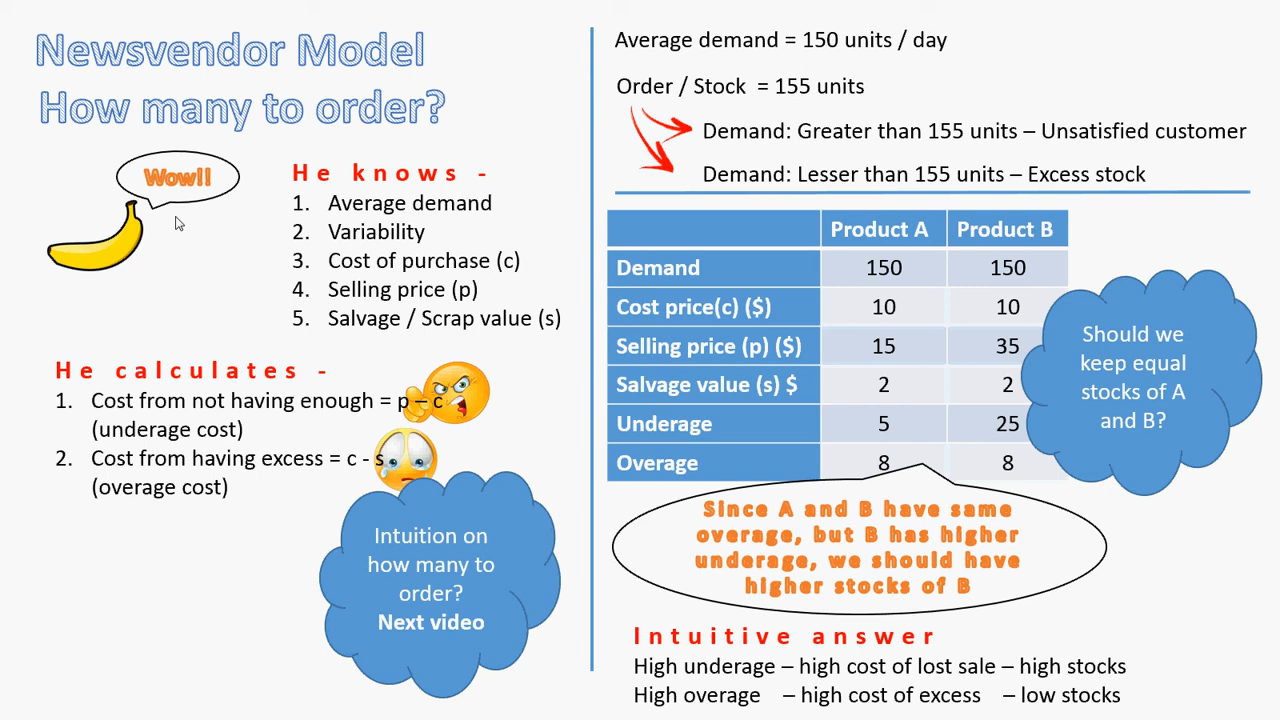 Newsvendor Model
How many to order?
Wow!!
He knows -
1. Average demand
2. Variability
3. Cost of purchase (c)
4. Selling price (p)
5. Salvage / Scrap value (s)
He calculates -
1. Cost from not having enough = p – c
(underage cost)
2. Cost from having excess = c - s
(overage cost)
Intuition on
how many to
order?
Next video
Average demand = 150 units / day
Order / Stock = 155 units
Demand: Greater than 155 units – Unsatisfied customer
Demand: Lesser than 155 units – Excess stock
Product A Product B
Demand 150 150
Cost price(c) ($) 10 10
Selling price (p) ($) 15 35
Salvage value (s) $ 2 2
Underage 5 25
Overage 8 8
Should we
keep equal
stocks of A
and B?
Since A and B have same
overage, but B has higher
underage, we should have
higher stocks of B
Intuitive answer
High underage – high cost of lost sale – high stocks
High overage – high cost of excess – low stocks